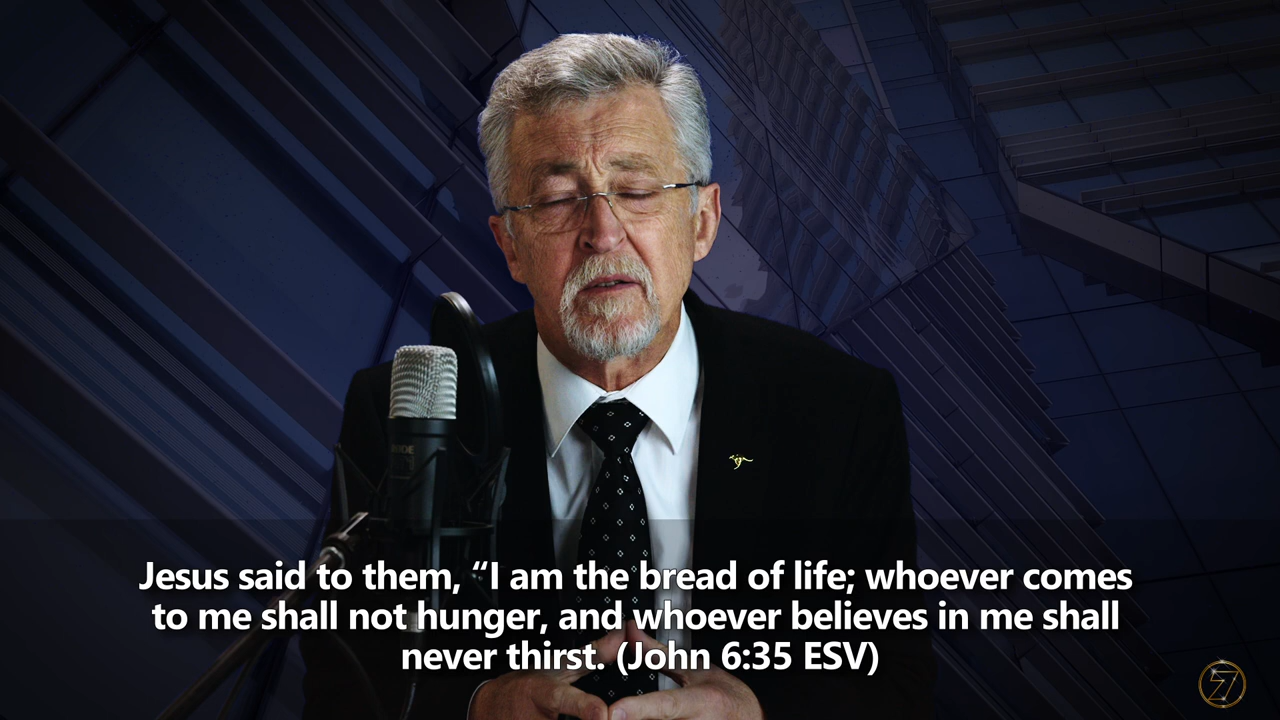 RODE
Jesus said to them, “I am the bread of life; whoever comes
to me shall not hunger, and whoever believes in me shall
never thirst. (John 6:35 ESV)